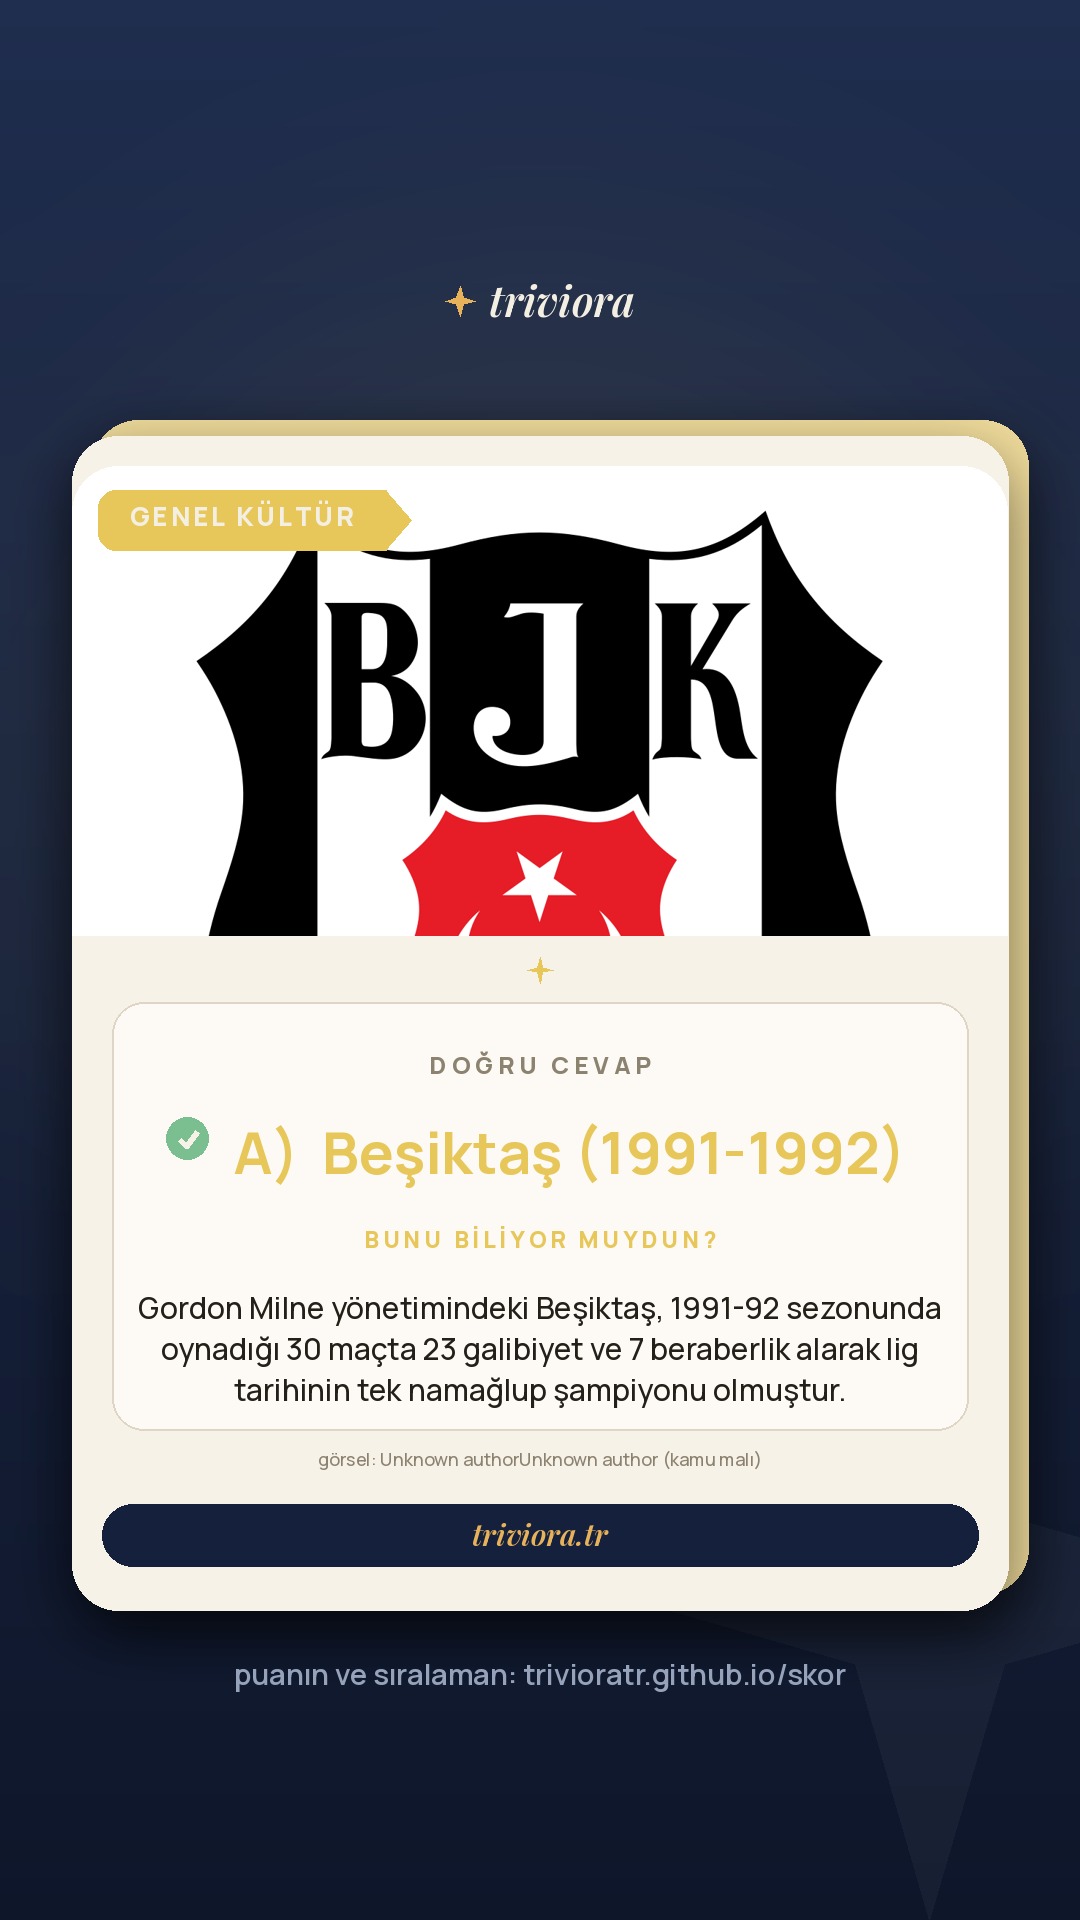 triviora
GENEL KÜLTÜR
B J K
DOĞRU CEVAP
A) Beşiktaş (1991-1992)
BUNU BİLİYOR MUYDUN?
Gordon Milne yönetimindeki Beşiktaş, 1991-92 sezonunda
oynadığı 30 maçta 23 galibiyet ve 7 beraberlik alarak lig
tarihinin tek namağlup şampiyonu olmuştur.
görsel: Unknown authorUnknown author (kamu malı)
triviora.tr
puanın ve sıralaman: trivioratr.github.io/skor